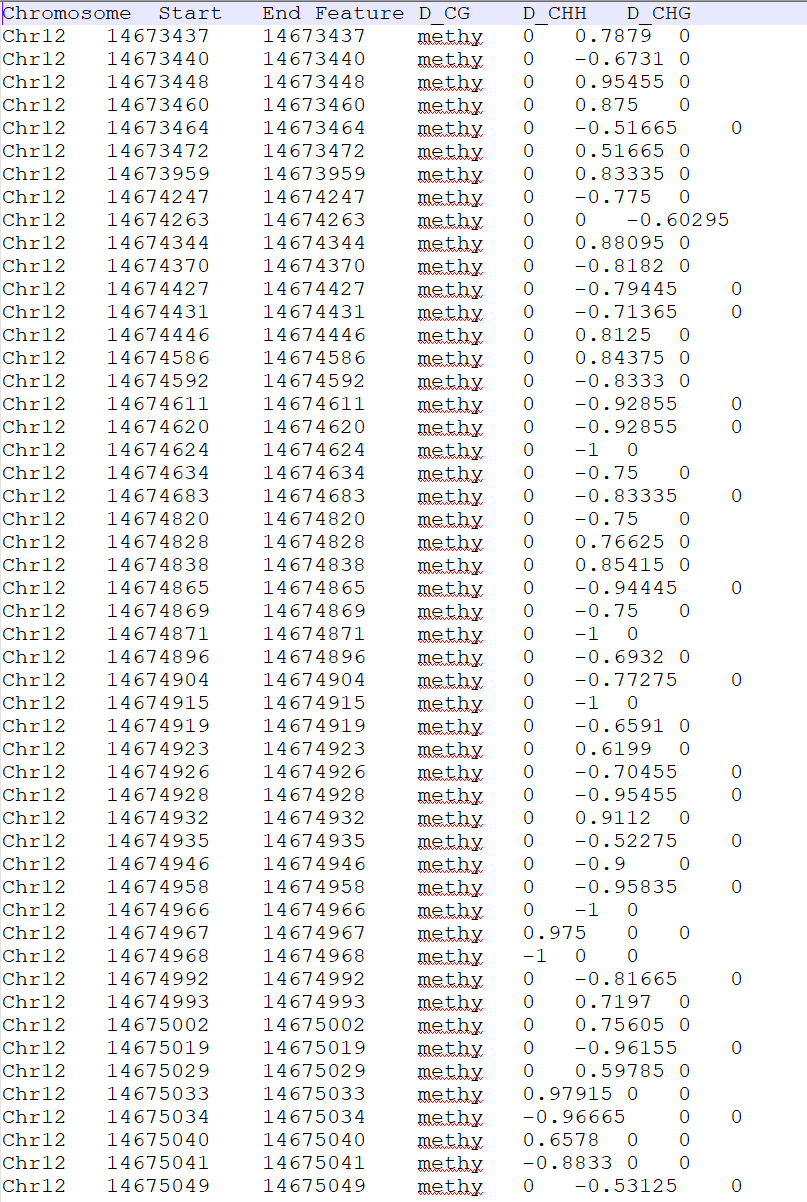 Chromosome Start End Feature D_CG D_CHH D_CHG
Chr12 14673437 14673437 methy 0 0.7879 0
Chr12 14673440 14673440 methy 0 -0.6731 0
Chr12 14673448 14673448 methy 0 0.95455 0
Chr12 14673460 14673460 methy 0 0.875 0
Chr12 14673464 14673464 methy 0 -0.51665 0
Chr12 14673472 14673472 methy 0 0.51665 0
Chr12 14673959 14673959 methy 0 0.83335 0
Chr12 14674247 14674247 methy 0 -0.775 0
Chr12 14674263 14674263 methy 0 0 -0.60295
Chr12 14674344 14674344 methy 0 0.88095 0
Chr12 14674370 14674370 methy 0 -0.8182 0
Chr12 14674427 14674427 methy 0 -0.79445 0
Chr12 14674431 14674431 methy 0 -0.71365 0
Chr12 14674446 14674446 methy 0 0.8125 0
Chr12 14674586 14674586 methy 0 0.84375 0
Chr12 14674592 14674592 methy 0 -0.8333 0
Chr12 14674611 14674611 methy 0 -0.92855 0
Chr12 14674620 14674620 methy 0 -0.92855 0
Chr12 14674624 14674624 methy 0 -1 0
Chr12 14674634 14674634 methy 0 -0.75 0
Chr12 14674683 14674683 methy 0 -0.83335 0
Chr12 14674820 14674820 methy 0 -0.75 0
Chr12 14674828 14674828 methy 0 0.76625 0
Chr12 14674838 14674838 methy 0 0.85415 0
Chr12 14674865 14674865 methy 0 -0.94445 0
Chr12 14674869 14674869 methy 0 -0.75 0
Chr12 14674871 14674871 methy 0 -1 0
Chr12 14674896 14674896 methy 0 -0.6932 0
Chr12 14674904 14674904 methy 0 -0.77275 0
Chr12 14674915 14674915 methy 0 -1 0
Chr12 14674919 14674919 methy 0 -0.6591 0
Chr12 14674923 14674923 methy 0 0.6199 0
Chr12 14674926 14674926 methy 0 -0.70455 0
Chr12 14674928 14674928 methy 0 -0.95455 0
Chr12 14674932 14674932 methy 0 0.9112 0
Chr12 14674935 14674935 methy 0 -0.52275 0
Chr12 14674946 14674946 methy 0 -0.9 0
Chr12 14674958 14674958 methy 0 -0.95835 0
Chr12 14674966 14674966 methy 0 -1 0
Chr12 14674967 14674967 methy 0.975 0 0
Chr12 14674968 14674968 methy -1 0 0
Chr12 14674992 14674992 methy 0 -0.81665 0
Chr12 14674993 14674993 methy 0 0.7197 0
Chr12 14675002 14675002 methy 0 0.75605 0
Chr12 14675019 14675019 methy 0 -0.96155 0
Chr12 14675029 14675029 methy 0 0.59785 0
Chr12 14675033 14675033 methy 0.97915 0 0
Chr12 14675034 14675034 methy -0.96665 0 0
Chr12 14675040 14675040 methy 0.6578 0 0
Chr12 14675041 14675041 methy -0.8833 0 0
Chr12 14675049 14675049 methy 0 -0.53125 0